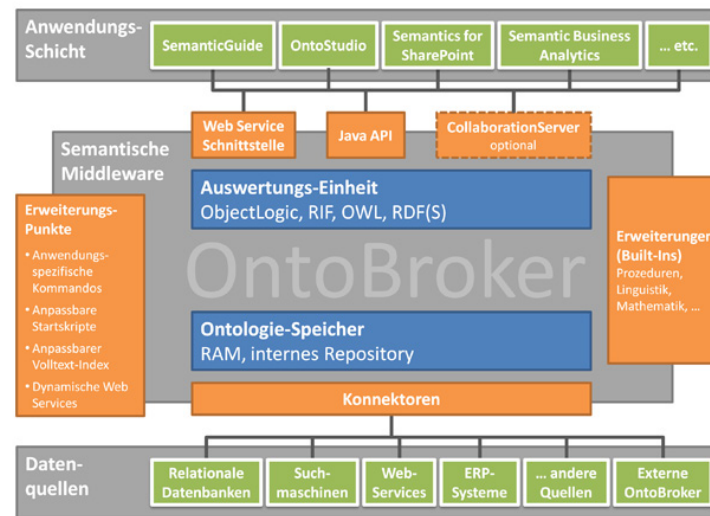 Anwendungs-
Schicht
SemanticGuide
OntoStudio
Semantics for
SharePoint
Semantic Business
Analytics
... etc.
Web Service
Schnittstelle
Java API
CollaborationServer
optional
Semantische
Middleware
Auswertungs-Einheit
ObjectLogic, RIF, OWL, RDF(S)
Erweiterungs-
Punkte
• Anwendungs-
spezifische
Kommandos
• Anpassbare
Startskripte
• Anpassbarer
Volltext-Index
• Dynamische Web
Services
OntoBroker
Erweiterungen
(Built-Ins)
Prozeduren,
Linguistik,
Mathematik, ...
Ontologie-Speicher
RAM, internes Repository
Konnektoren
Daten-
quellen
Relationale
Datenbanken
Such-
maschinen
Web-
Services
ERP-
Systeme
... andere
Quellen
Externe
OntoBroker